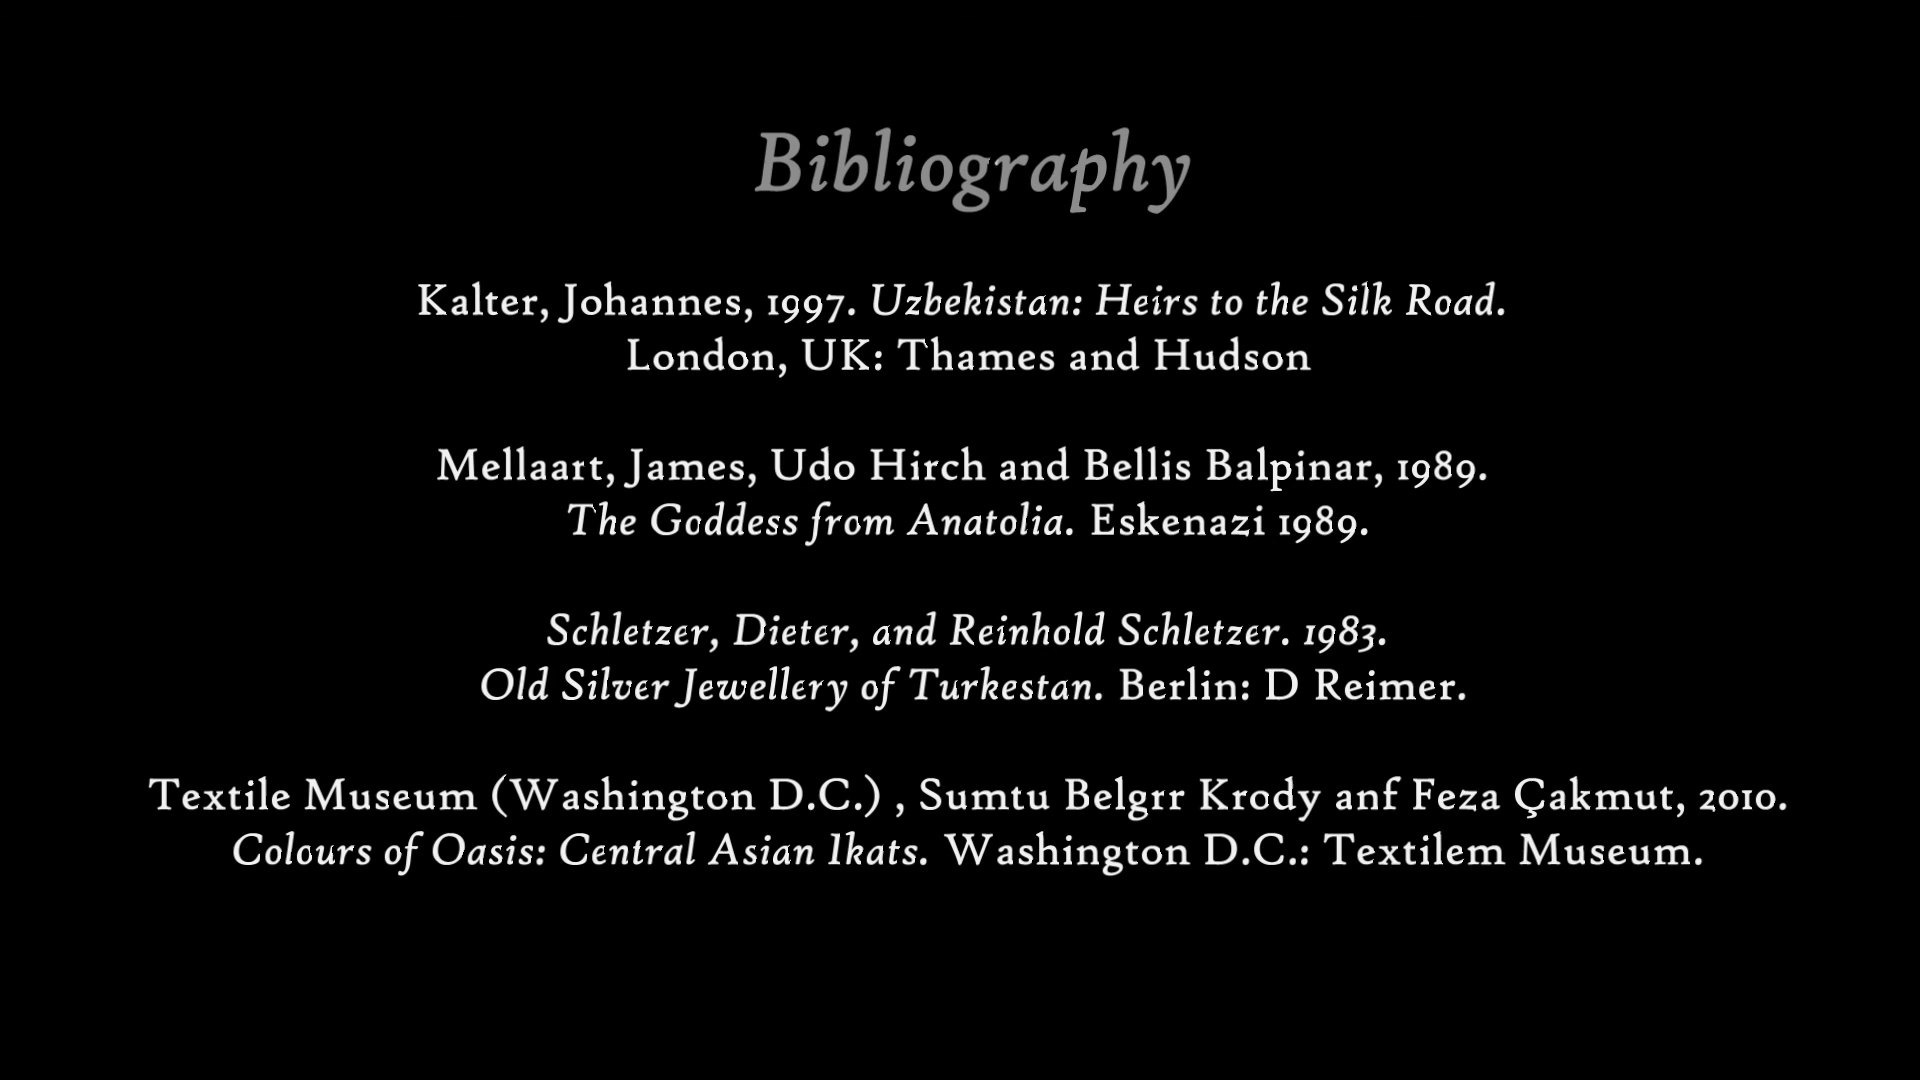 Bibliography
Kalter, Johannes, 1997. Uzbekistan: Heirs to the Silk Road.
London, UK: Thames and Hudson
Mellaart, James, Udo Hirch and Bellis Balpinar, 1989.
The Goddess from Anatolia. Eskenazi 1989.
Schletzer, Dieter, and Reinhold Schletzer. 1983.
Old Silver Jewellery of Turkestan. Berlin: D Reimer.
Textile Museum (Washington D.C.) , Sumtu Belgrr Krody anf Feza Çakmut, 2010.
Colours of Oasis: Central Asian Ikats. Washington D.C.: Textilem Museum.